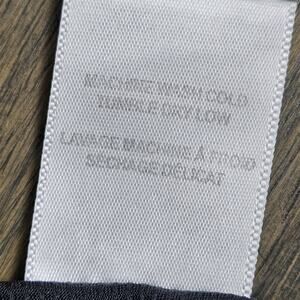 MACHINE WASH COLD
TUMBLE DRY LOW
LAVAGE MACHINE À FROID
SÉCHAGE DÉLICAT